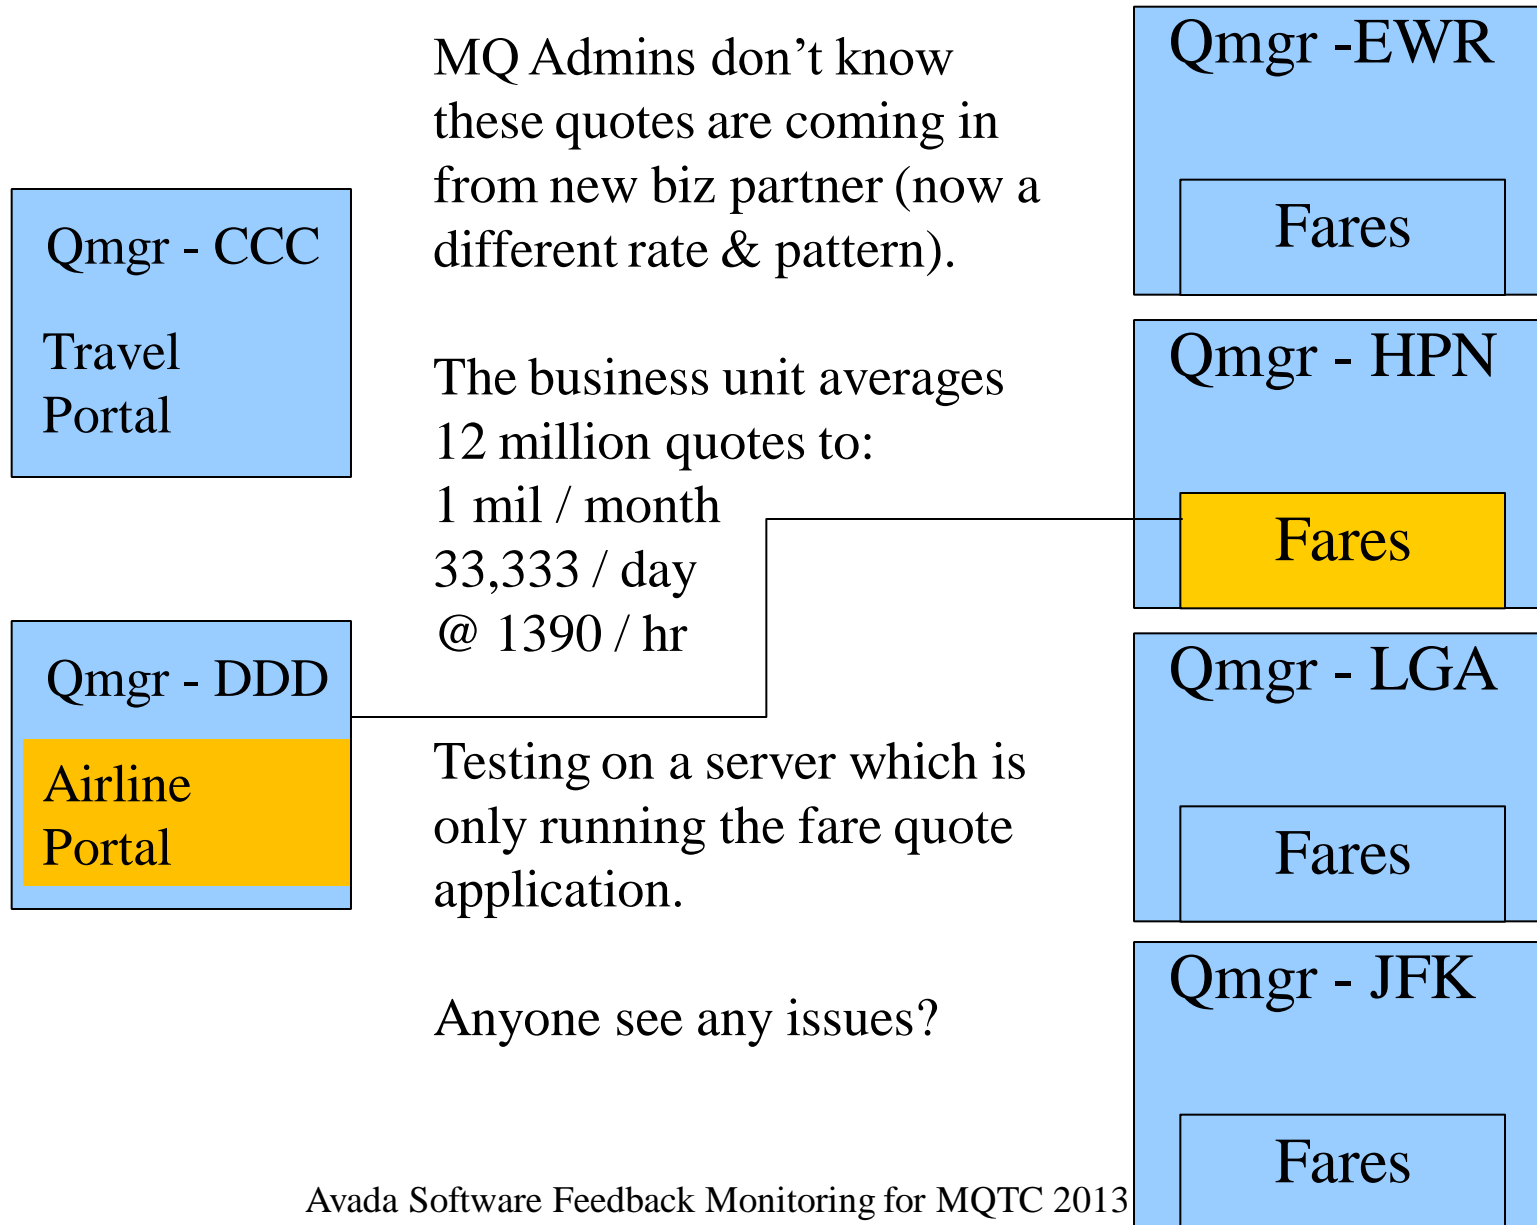 Qmgr - CCC
Travel
Portal
Qmgr - DDD
Airline
Portal
MQ Admins don’t know
these quotes are coming in
from new biz partner (now a
different rate & pattern).
The business unit averages
12 million quotes to:
1 mil / month
33,333 / day
@ 1390 / hr
Testing on a server which is
only running the fare quote
application.
Anyone see any issues?
Qmgr -EWR
Fares
Qmgr - HPN
Fares
Qmgr - LGA
Fares
Qmgr - JFK
Fares
Avada Software Feedback Monitoring for MQTC 2013